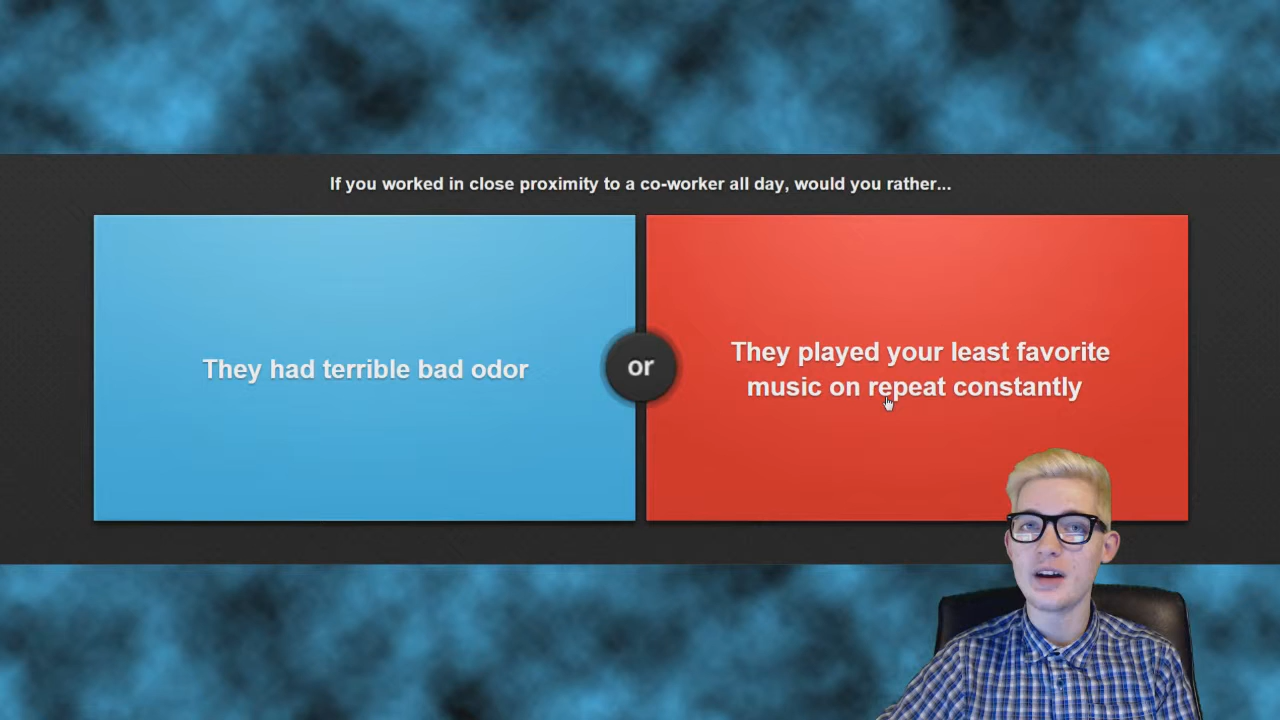 If you worked in close proximity to a co-worker all day, would you rather...
They had terrible bad odor
or
They played your least favorite
music on repeat constantly